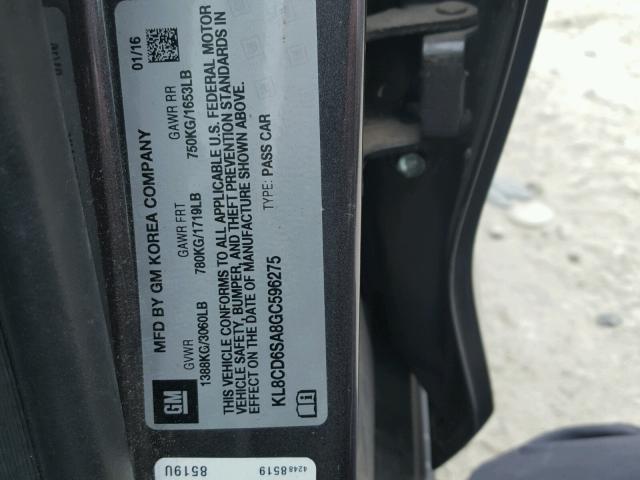 MFD BY GM KOREA COMPANY
01/16
GVWR
GAWR FRT
GAWR RR
1388KG/3060LB
780KG/1719LB
750KG/1653LB
THIS VEHICLE CONFORMS TO ALL APPLICABLE U.S. FEDERAL MOTOR
VEHICLE SAFETY, BUMPER, AND THEFT PREVENTION STANDARDS IN
EFFECT ON THE DATE OF MANUFACTURE SHOWN ABOVE.
KL8CD6SA8GC596275
TYPE: PASS CAR
GM
8519U
4248 8519